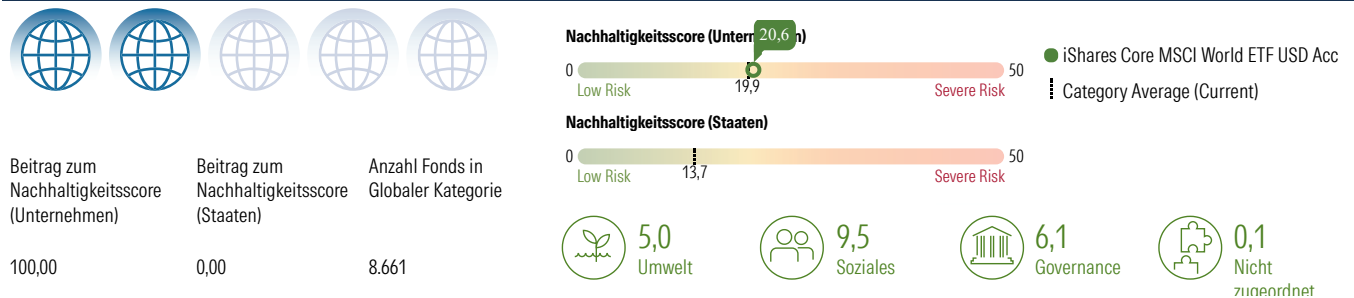 Beitrag zum
Nachhaltigkeitsscore
(Unternehmen)
100,00
Beitrag zum
Nachhaltigkeitsscore
(Staaten)
0,00
Anzahl Fonds in
Globaler Kategorie
8.661
Nachhaltigkeitsscore (Untern n)
20,6
0
50
Low Risk
19,9
Severe Risk
Nachhaltigkeitsscore (Staaten)
0
50
Low Risk
13,7
Severe Risk
iShares Core MSCI World ETF USD Acc
Category Average (Current)
5,0
Umwelt
9,5
Soziales
6,1
Governance
0,1
Nicht
zugeordnet